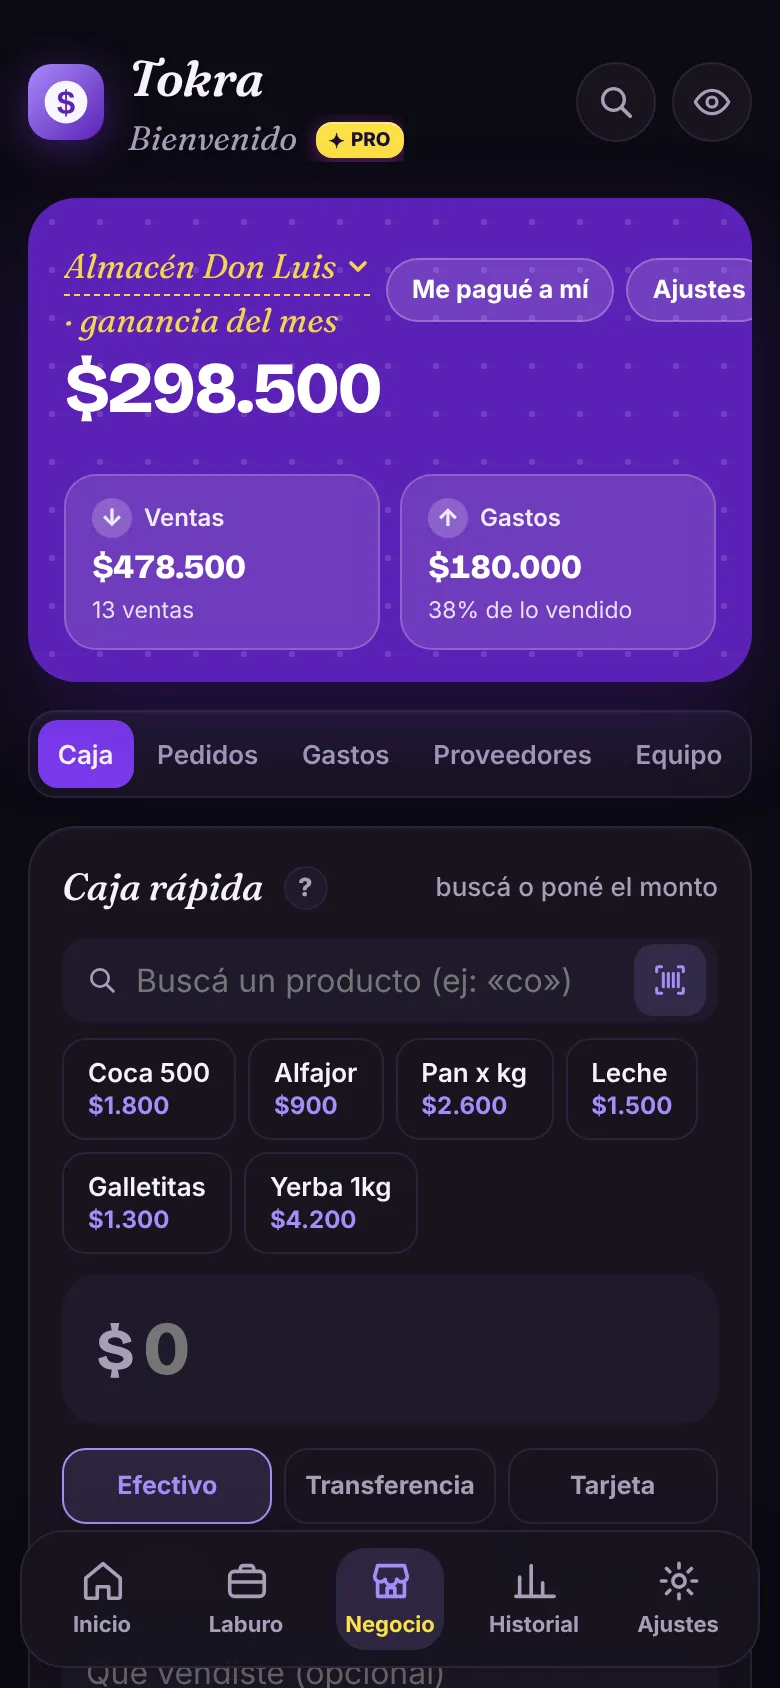 $
Tokra
Bienvenido
PRO
Almacén Don Luis
· ganancia del mes
Me pagué a mí
Ajustes
$298.500
Ventas
$478.500
13 ventas
Gastos
$180.000
38% de lo vendido
Caja
Pedidos
Gastos
Proveedores
Equipo
Caja rápida
?
buscá o poné el monto
Buscá un producto (ej: «co»)
Coca 500
$1.800
Alfajor
$900
Pan x kg
$2.600
Leche
$1.500
Galletitas
$1.300
Yerba 1kg
$4.200
$ 0
Efectivo
Transferencia
Tarjeta
Inicio
Laburo
Negocio
Historial
Ajustes
Qué vendiste (opcional)